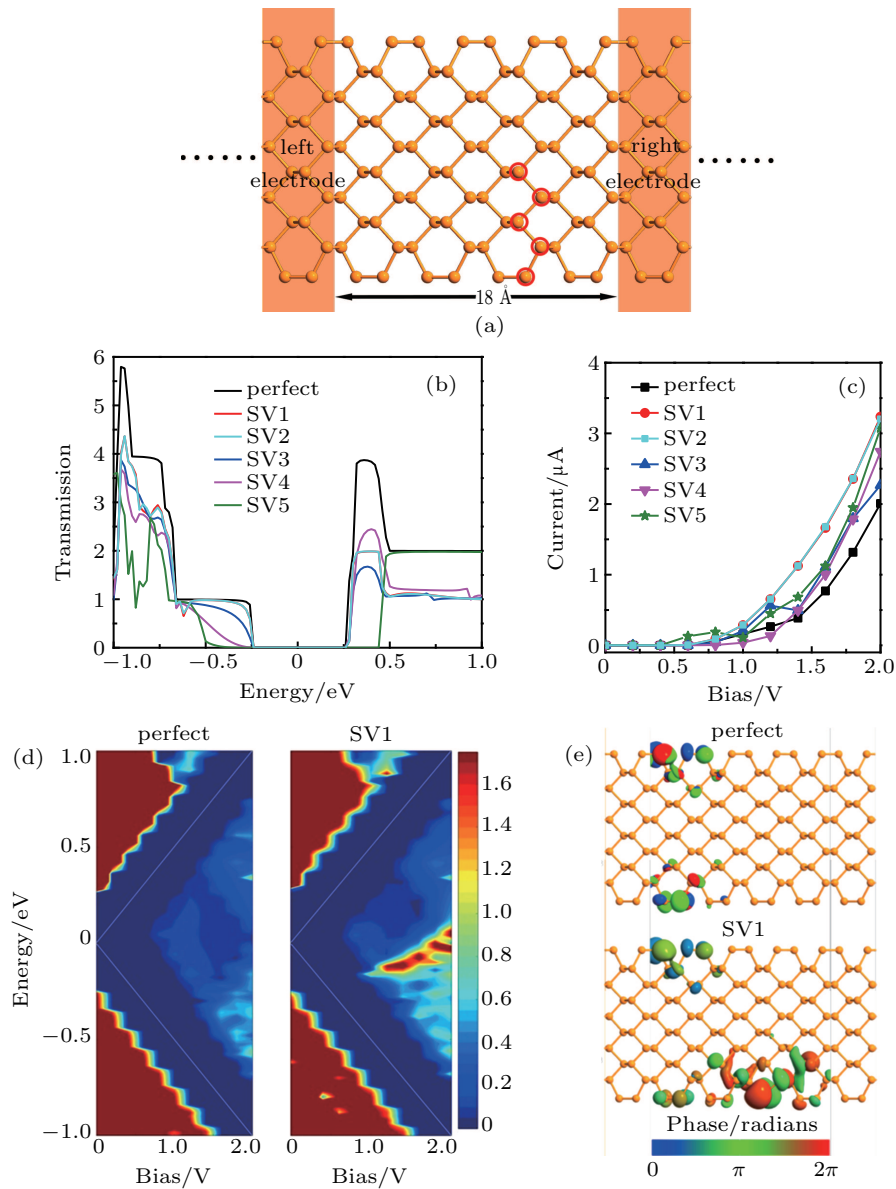 left
electrode
right
electrode
18 Å
(a)
6
5
4
3
2
1
0
−1.0
−0.5
0
0.5
1.0
Transmission
Energy/eV
(b)
perfect
SV1
SV2
SV3
SV4
SV5
4
3
2
1
0
0
0.5
1.0
1.5
2.0
Current/μA
Bias/V
(c)
perfect
SV1
SV2
SV3
SV4
SV5
(d)
perfect
SV1
1.0
0.5
0
−0.5
−1.0
Energy/eV
0
1.0
2.0
Bias/V
0
1.0
2.0
Bias/V
1.6
1.4
1.2
1.0
0.8
0.6
0.4
0.2
0
(e)
perfect
SV1
Phase/radians
0
π
2π